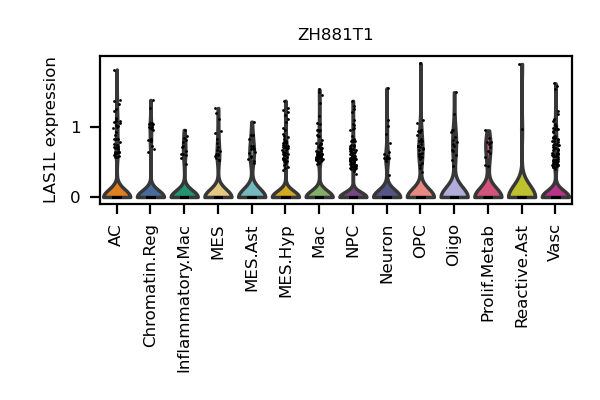 ZH881T1
LAS1L expression
1
0
AC
Chromatin.Reg
Inflammatory.Mac
MES
MES.Ast
MES.Hyp
Mac
NPC
Neuron
OPC
Oligo
Prolif.Metab
Reactive.Ast
Vasc